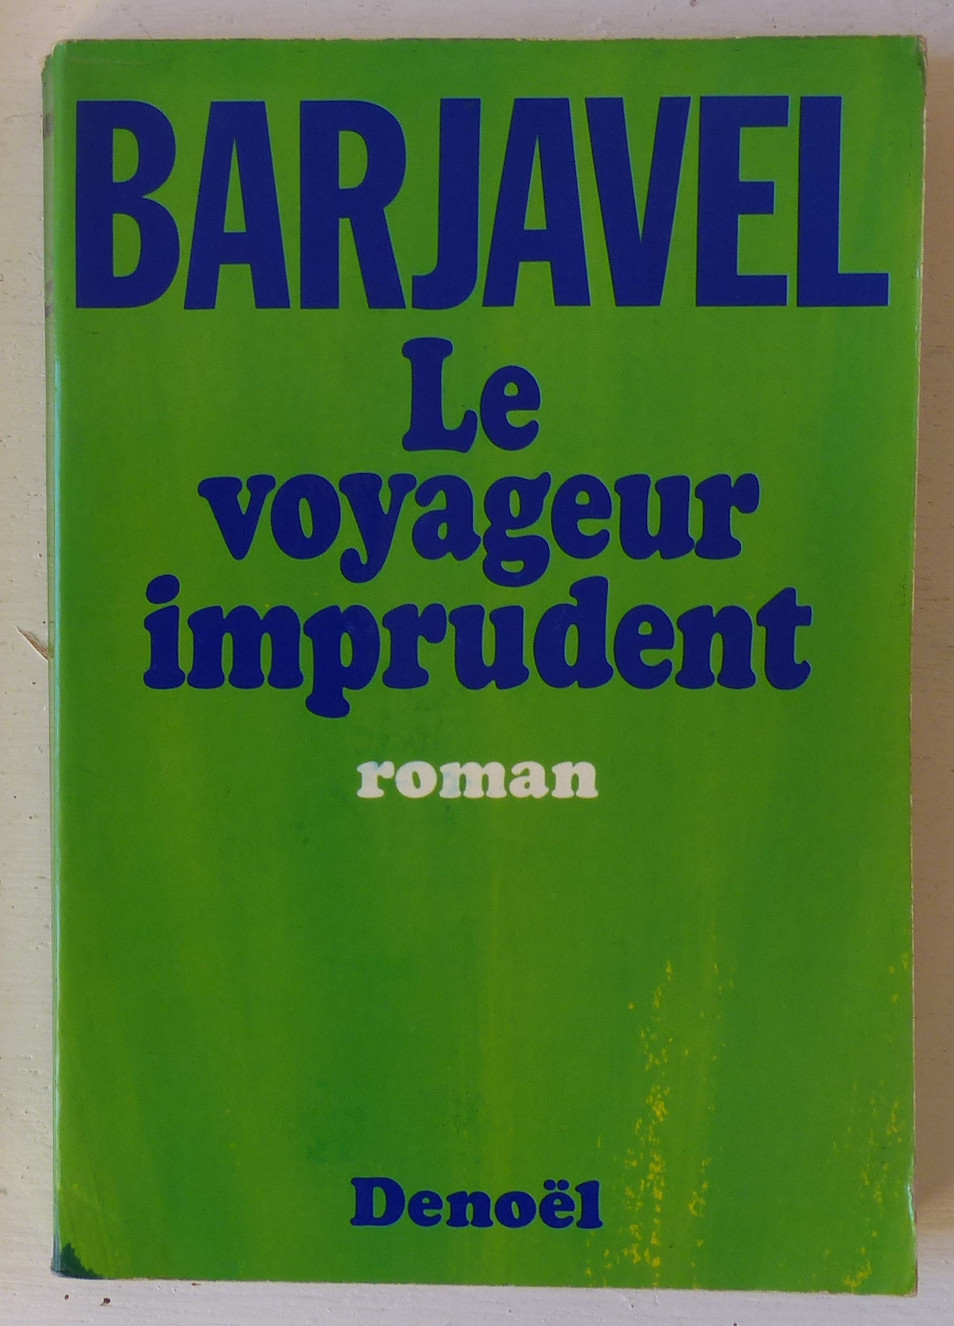 BARJAVEL
Le
voyageur
imprudent
roman
Denoël